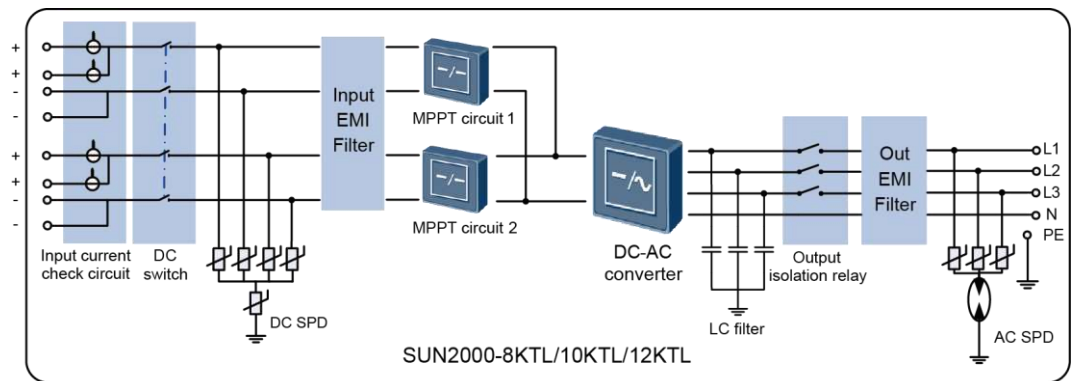 +
+
-
-
+
+
-
-
Input current
check circuit
DC
switch
DC SPD
Input
EMI
Filter
MPPT circuit 1
MPPT circuit 2
DC-AC
converter
LC filter
Output
isolation relay
Out
EMI
Filter
L1
L2
L3
N
PE
AC SPD
SUN2000-8KTL/10KTL/12KTL